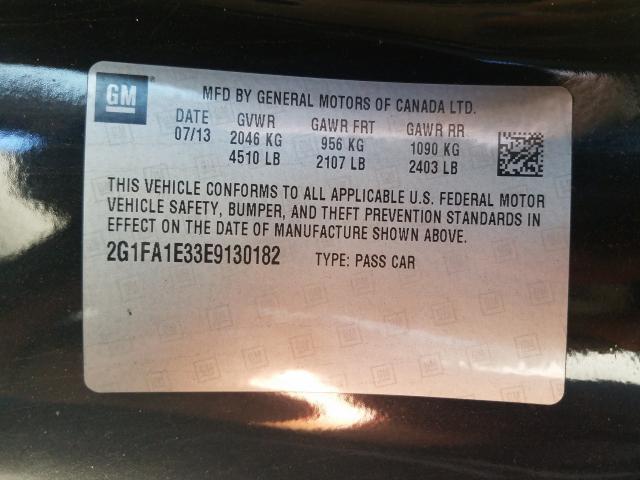 GM
MFD BY GENERAL MOTORS OF CANADA LTD.
DATE GVWR GAWR FRT GAWR RR
07/13 2046 KG 956 KG 1090 KG
4510 LB 2107 LB 2403 LB
THIS VEHICLE CONFORMS TO ALL APPLICABLE U.S. FEDERAL MOTOR
VEHICLE SAFETY, BUMPER, AND THEFT PREVENTION STANDARDS IN
EFFECT ON THE DATE OF MANUFACTURE SHOWN ABOVE.
2G1FA1E33E9130182 TYPE: PASS CAR